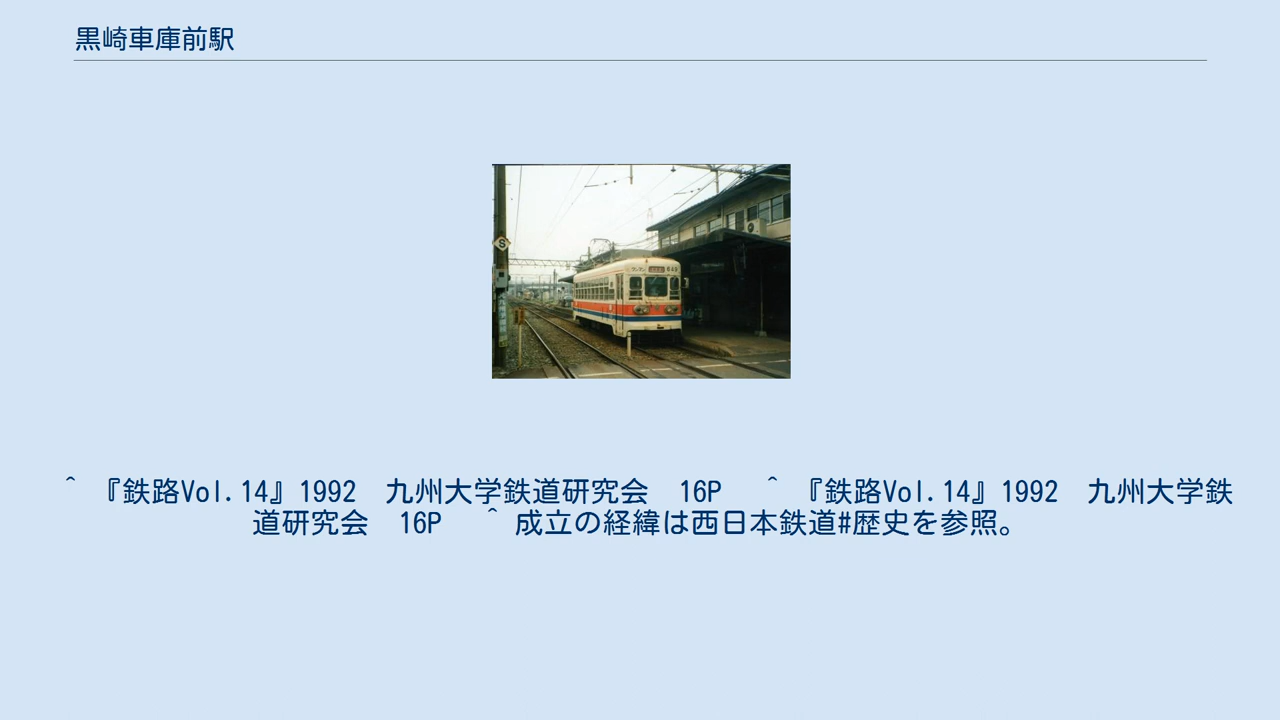 黒崎車庫前駅
^ 『鉄路Vol.14』1992　九州大学鉄道研究会　16P　 ^ 『鉄路Vol.14』1992　九州大学鉄
道研究会　16P　 ^ 成立の経緯は西日本鉄道#歴史を参照。